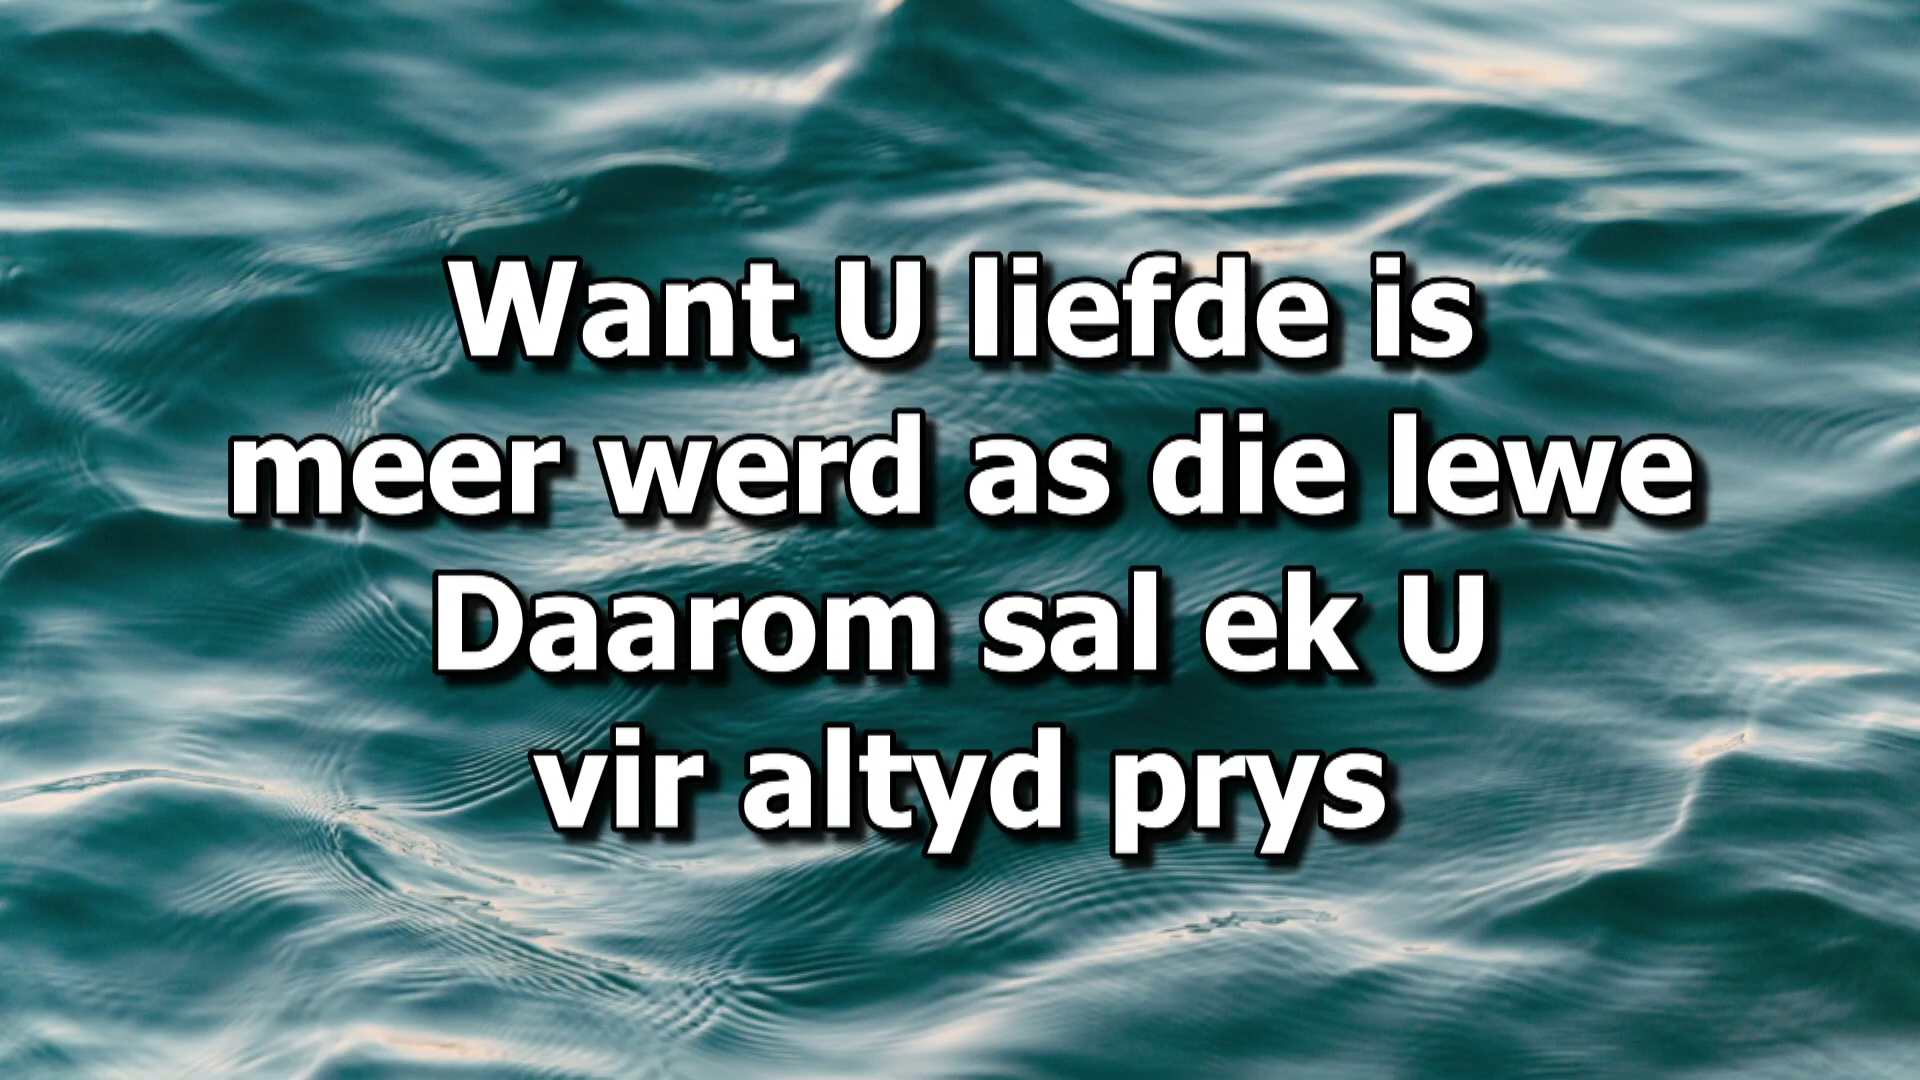 Want U liefde is
meer werd as die lewe
Daarom sal ek U
vir altyd prys